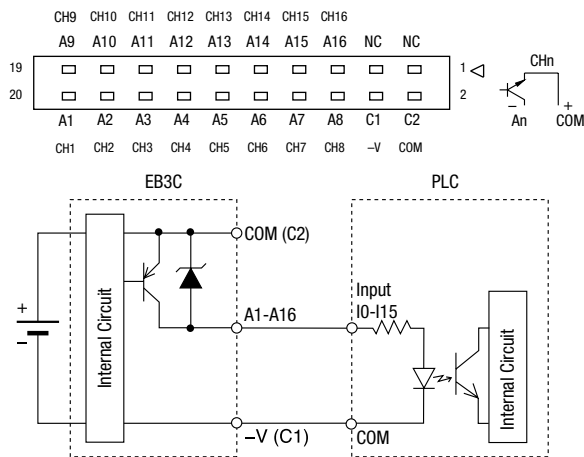 CH9 CH10 CH11 CH12 CH13 CH14 CH15 CH16
A9 A10 A11 A12 A13 A14 A15 A16 NC NC
19 1
20 2
A1 A2 A3 A4 A5 A6 A7 A8 C1 C2
CH1 CH2 CH3 CH4 CH5 CH6 CH7 CH8 –V COM
CHn
– +
An COM
EB3C PLC
COM (C2)
+
–
Internal Circuit
A1-A16
Input
I0-I15
Internal Circuit
–V (C1)
COM